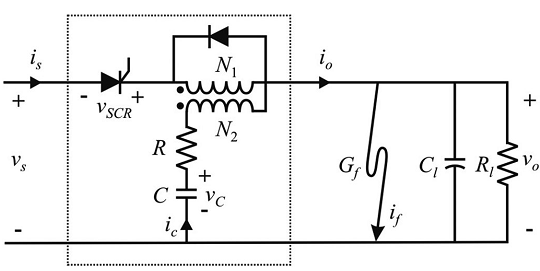 i_s
i_o
N_1
- v_SCR +
+
+
N_2
R
+
v_s
G_f
C_l
R_l
v_o
C
v_C
-
i_c
i_f
-
-